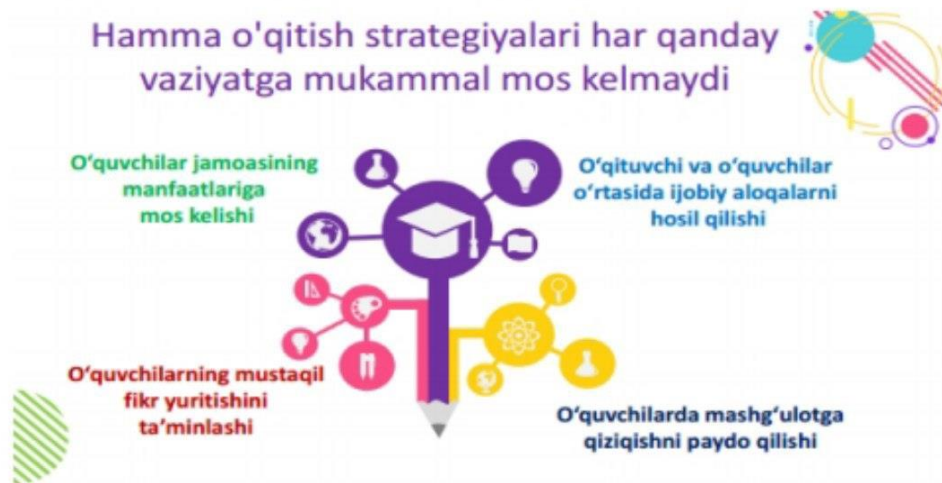 Hamma o'qitish strategiyalari har qanday
vaziyatga mukammal mos kelmaydi
O‘quvchilar jamoasining
manfaatlariga
mos kelishi
O‘qituvchi va o‘quvchilar
o‘rtasida ijobiy aloqalarni
hosil qilishi
O‘quvchilarning mustaqil
fikr yuritishini
ta’minlashi
O‘quvchilarda mashg‘ulotga
qiziqishni paydo qilishi